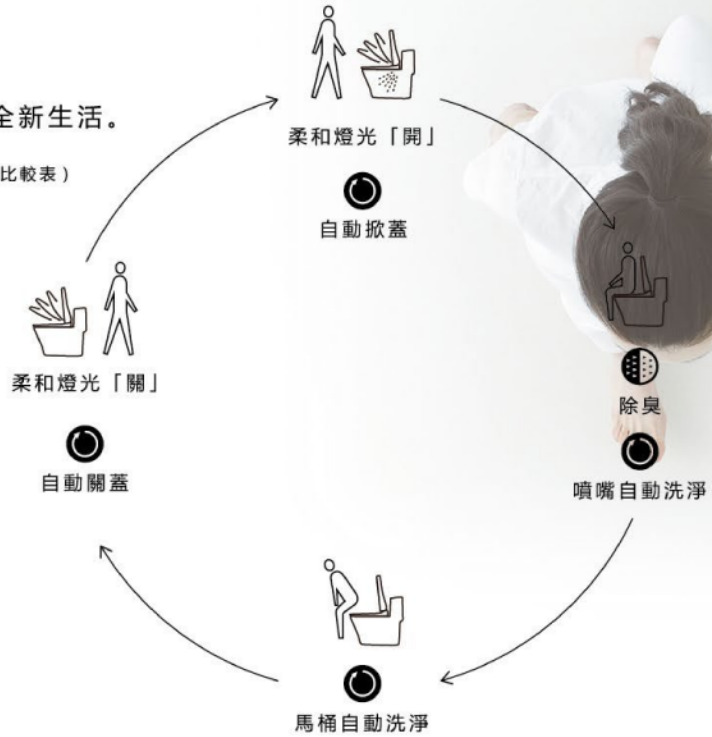 全新生活。
比較表）
柔和燈光「開」
自動掀蓋
除臭
噴嘴自動洗淨
馬桶自動洗淨
柔和燈光「關」
自動關蓋